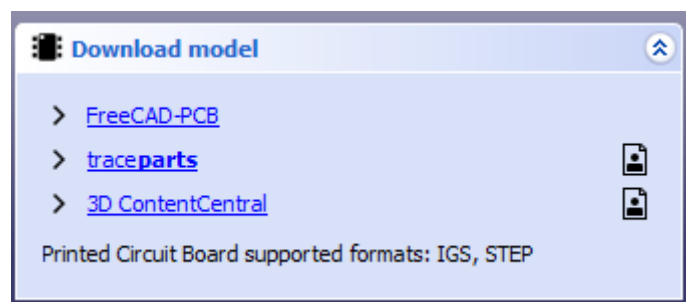 Download model
FreeCAD-PCB
traceparts
3D ContentCentral
Printed Circuit Board supported formats: IGS, STEP